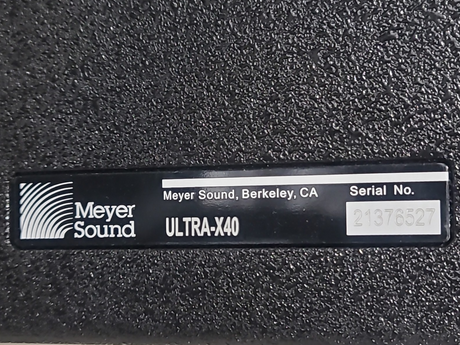 Meyer
Sound
Meyer Sound, Berkeley, CA
ULTRA-X40
Serial No.
21376527